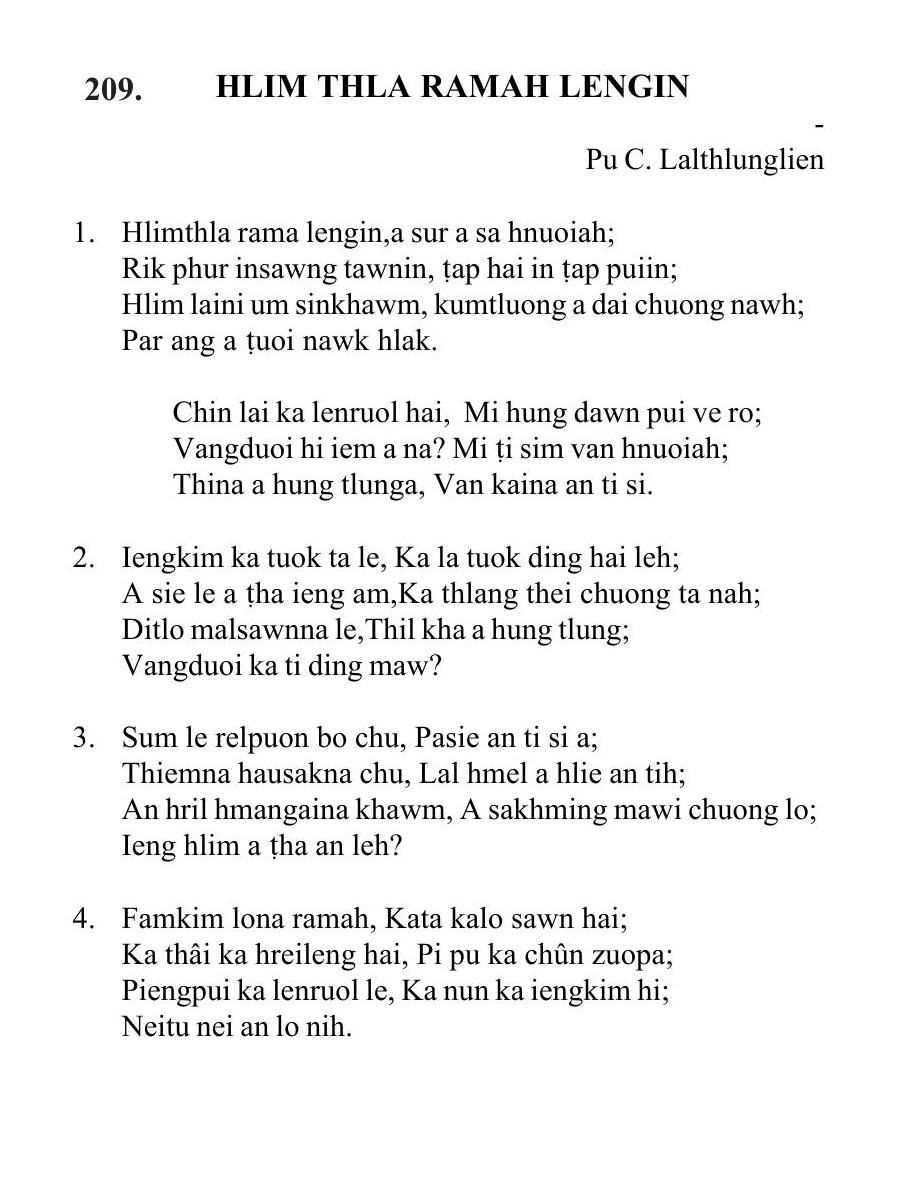 209. HLIM THLA RAMAH LENGIN
-
Pu C. Lalthlunglien
1. Hlimthla rama lengin,a sur a sa hnuoiah;
Rik phur insawng tawnin, ṭap hai in ṭap puiin;
Hlim laini um sinkhawm, kumtluong a dai chuong nawh;
Par ang a ṭuoi nawk hlak.
Chin lai ka lenruol hai, Mi hung dawn pui ve ro;
Vangduoi hi iem a na? Mi ṭi sim van hnuoiah;
Thina a hung tlunga, Van kaina an ti si.
2. Iengkim ka tuok ta le, Ka la tuok ding hai leh;
A sie le a ṭha ieng am,Ka thlang thei chuong ta nah;
Ditlo malsawnna le,Thil kha a hung tlung;
Vangduoi ka ti ding maw?
3. Sum le relpuon bo chu, Pasie an ti si a;
Thiemna hausakna chu, Lal hmel a hlie an tih;
An hril hmangaina khawm, A sakhming mawi chuong lo;
Ieng hlim a ṭha an leh?
4. Famkim lona ramah, Kata kalo sawn hai;
Ka thâi ka hreileng hai, Pi pu ka chûn zuopa;
Piengpui ka lenruol le, Ka nun ka iengkim hi;
Neitu nei an lo nih.